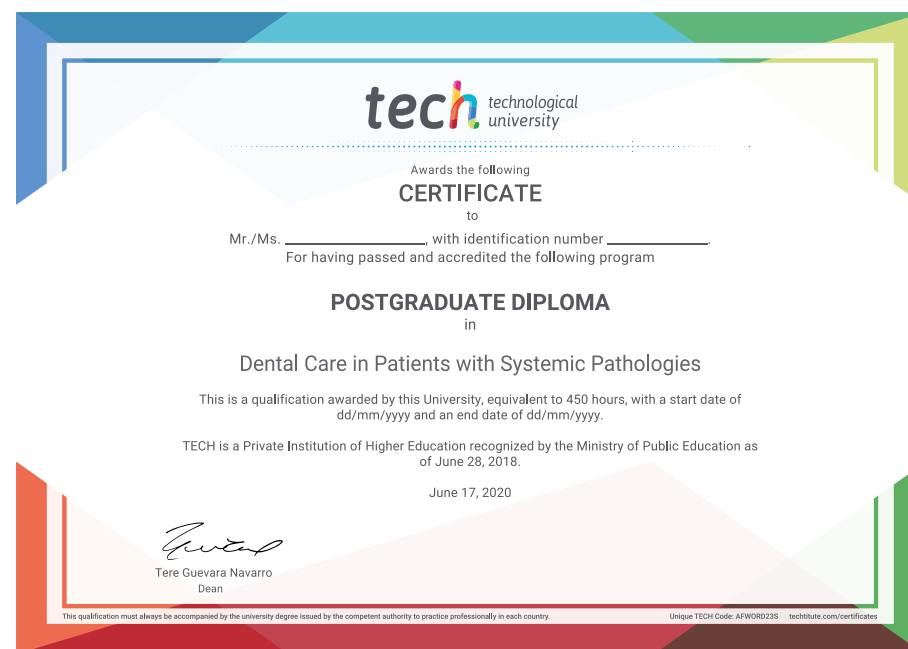 tech technological
university
Awards the following
CERTIFICATE
to
Mr./Ms. ____________________, with identification number ______________.
For having passed and accredited the following program
POSTGRADUATE DIPLOMA
in
Dental Care in Patients with Systemic Pathologies
This is a qualification awarded by this University, equivalent to 450 hours, with a start date of
dd/mm/yyyy and an end date of dd/mm/yyyy.
TECH is a Private Institution of Higher Education recognized by the Ministry of Public Education as
of June 28, 2018.
June 17, 2020
Tere Guevara Navarro
Dean
This qualification must always be accompanied by the university degree issued by the competent authority to practice professionally in each country.
Unique TECH Code: AFWORD23S techtitute.com/certificates